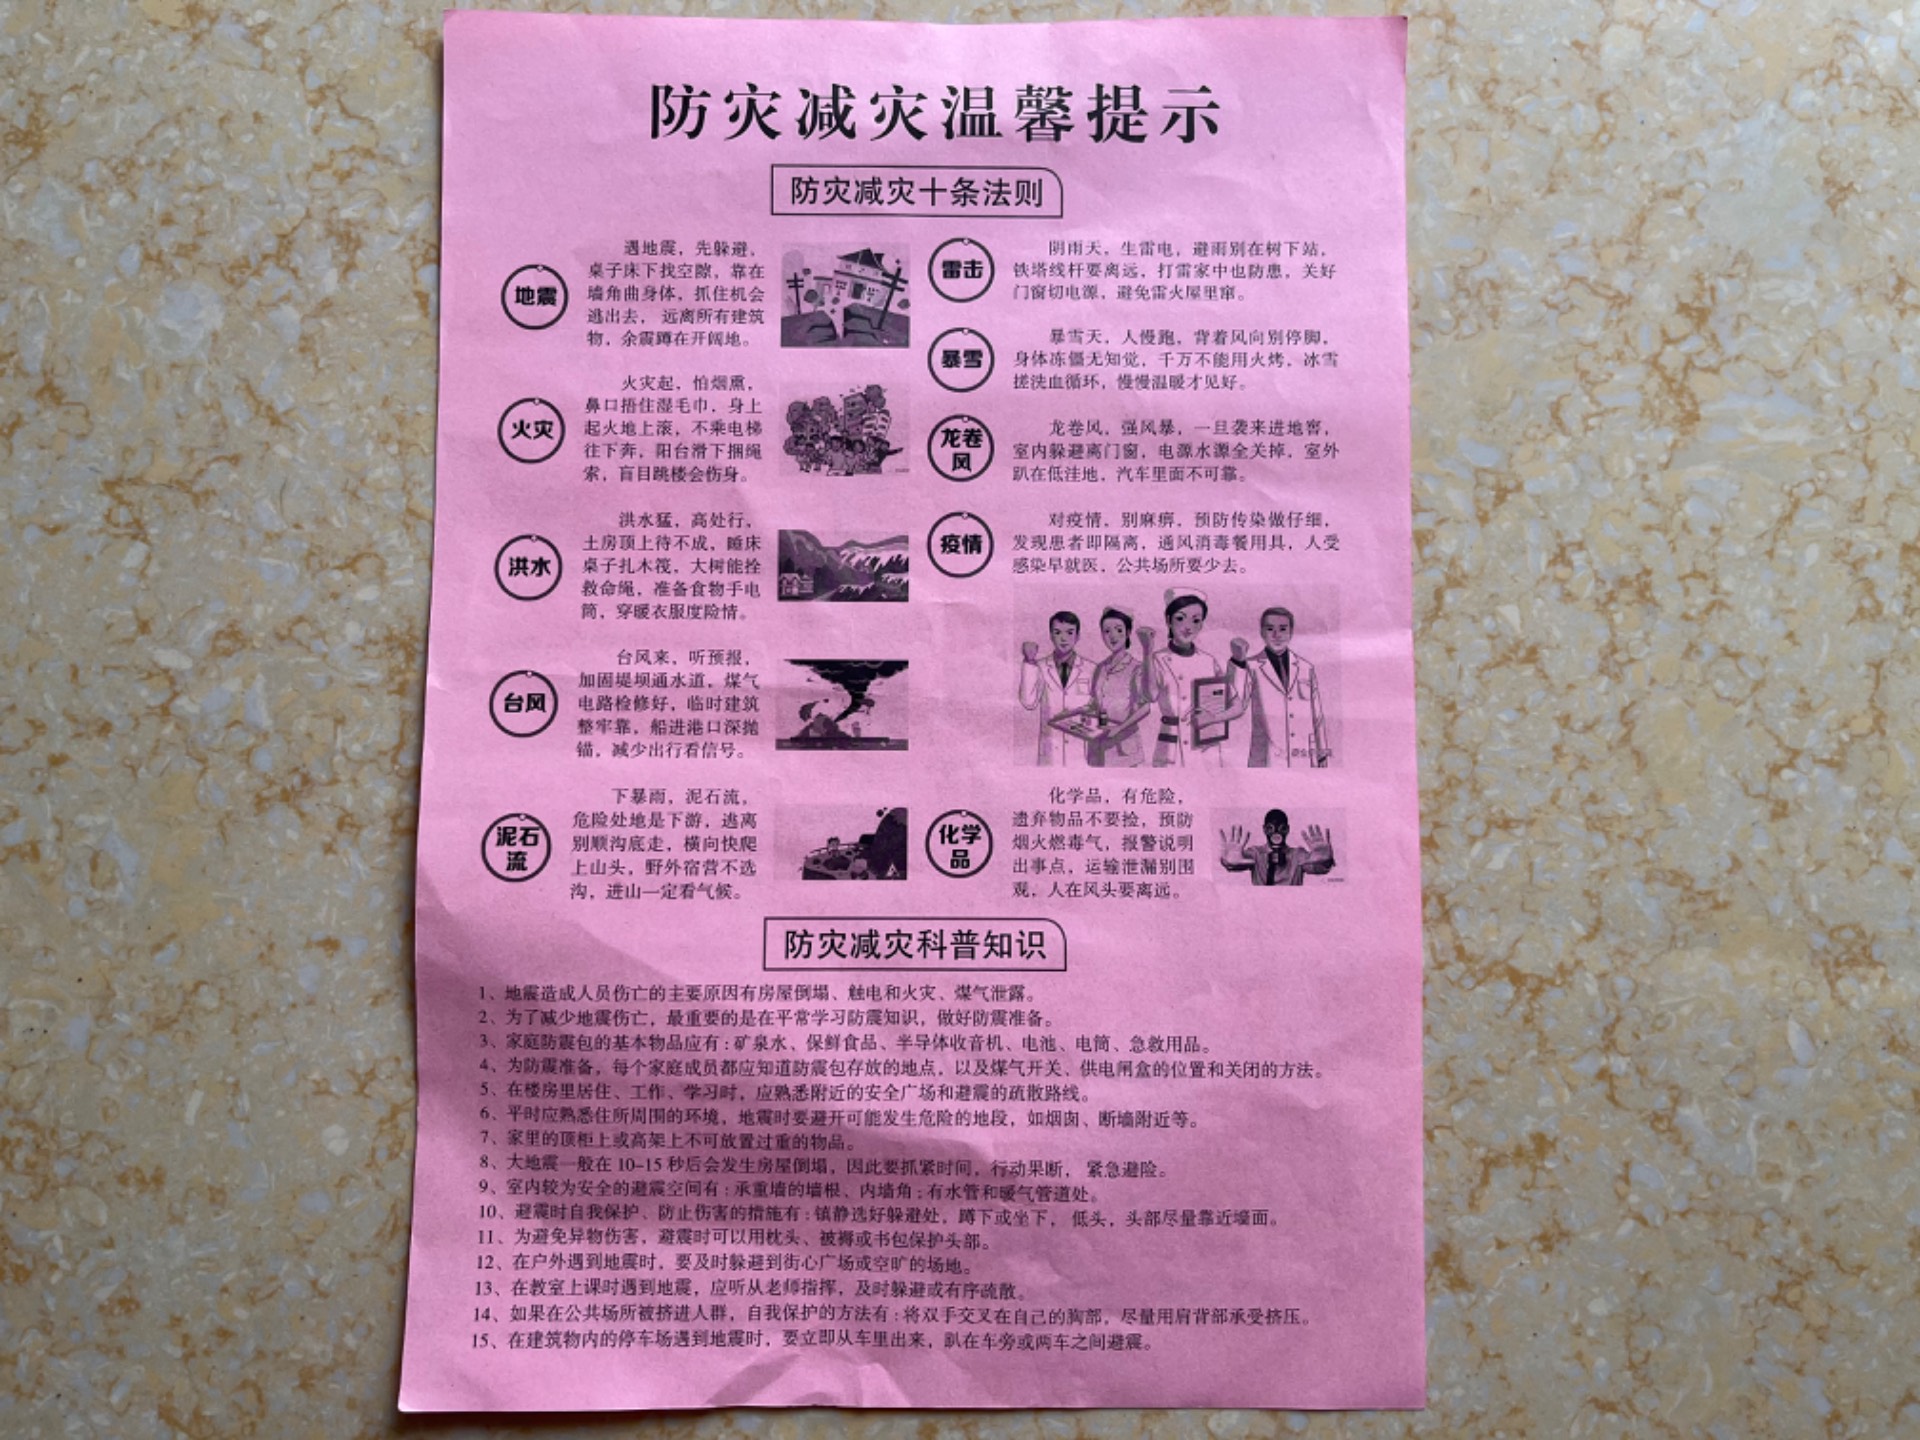 防灾减灾温馨提示
防灾减灾十条法则
地震
遇地震，先躲避，
桌子床下找空隙，靠在
墙角曲身体，抓住机会
逃出去，远离所有建筑
物，余震蹲在开阔地。
火灾
火灾起，怕烟熏，
鼻口捂住湿毛巾，身上
起火地上滚，不乘电梯
往下奔，阳台滑下捆绳
索，盲目跳楼会伤身。
洪水
洪水猛，高处行，
土房顶上待不成，睡床
桌子扎木筏，大树能拴
救命绳，准备食物手电
筒，穿暖衣服度险情。
台风
台风来，听预报，
加固堤坝通水道，煤气
电路检修好，临时建筑
整牢靠，船进港口深抛
锚，减少出行看信号。
泥石
流
下暴雨，泥石流，
危险处地是下游，逃离
别顺沟底走，横向快爬
上山头，野外宿营不选
沟，进山一定看气候。
雷击
阴雨天，生雷电，避雨别在树下站，
铁塔线杆要离远，打雷家中也防患，关好
门窗切电源，避免雷火屋里窜。
暴雪
暴雪天，人慢跑，背着风向别停脚，
身体冻僵无知觉，千万不能用火烤，冰雪
搓洗血循环，慢慢温暖才见好。
龙卷
风
龙卷风，强风暴，一旦袭来进地窖，
室内躲避离门窗，电源水源全关掉，室外
趴在低洼地，汽车里面不可靠。
疫情
对疫情，别麻痹，预防传染做仔细，
发现患者即隔离，通风消毒餐用具，人受
感染早就医，公共场所要少去。
化学
品
化学品，有危险，
遗弃物品不要捡，预防
烟火燃毒气，报警说明
出事点，运输泄漏别围
观，人在风头要离远。
防灾减灾科普知识
1、地震造成人员伤亡的主要原因有房屋倒塌、触电和火灾、煤气泄露。
2、为了减少地震伤亡，最重要的是在平常学习防震知识，做好防震准备。
3、家庭防震包的基本物品应有：矿泉水、保鲜食品、半导体收音机、电池、电筒、急救用品。
4、为防震准备，每个家庭成员都应知道防震包存放的地点，以及煤气开关、供电闸盒的位置和关闭的方法。
5、在楼房里居住、工作、学习时，应熟悉附近的安全广场和避震的疏散路线。
6、平时应熟悉住所周围的环境，地震时要避开可能发生危险的地段，如烟囱、断墙附近等。
7、家里的顶柜上或高架上不可放置过重的物品。
8、大地震一般在10-15秒后会发生房屋倒塌，因此要抓紧时间，行动果断，紧急避险。
9、室内较为安全的避震空间有：承重墙的墙根、内墙角；有水管和暖气管道处。
10、避震时自我保护、防止伤害的措施有：镇静选好躲避处，蹲下或坐下，低头，头部尽量靠近墙面。
11、为避免异物伤害，避震时可以用枕头、被褥或书包保护头部。
12、在户外遇到地震时，要及时躲避到街心广场或空旷的场地。
13、在教室上课时遇到地震，应听从老师指挥，及时躲避或有序疏散。
14、如果在公共场所被挤进人群，自我保护的方法有：将双手交叉在自己的胸部，尽量用肩背部承受挤压。
15、在建筑物内的停车场遇到地震时，要立即从车里出来，趴在车旁或两车之间避震。